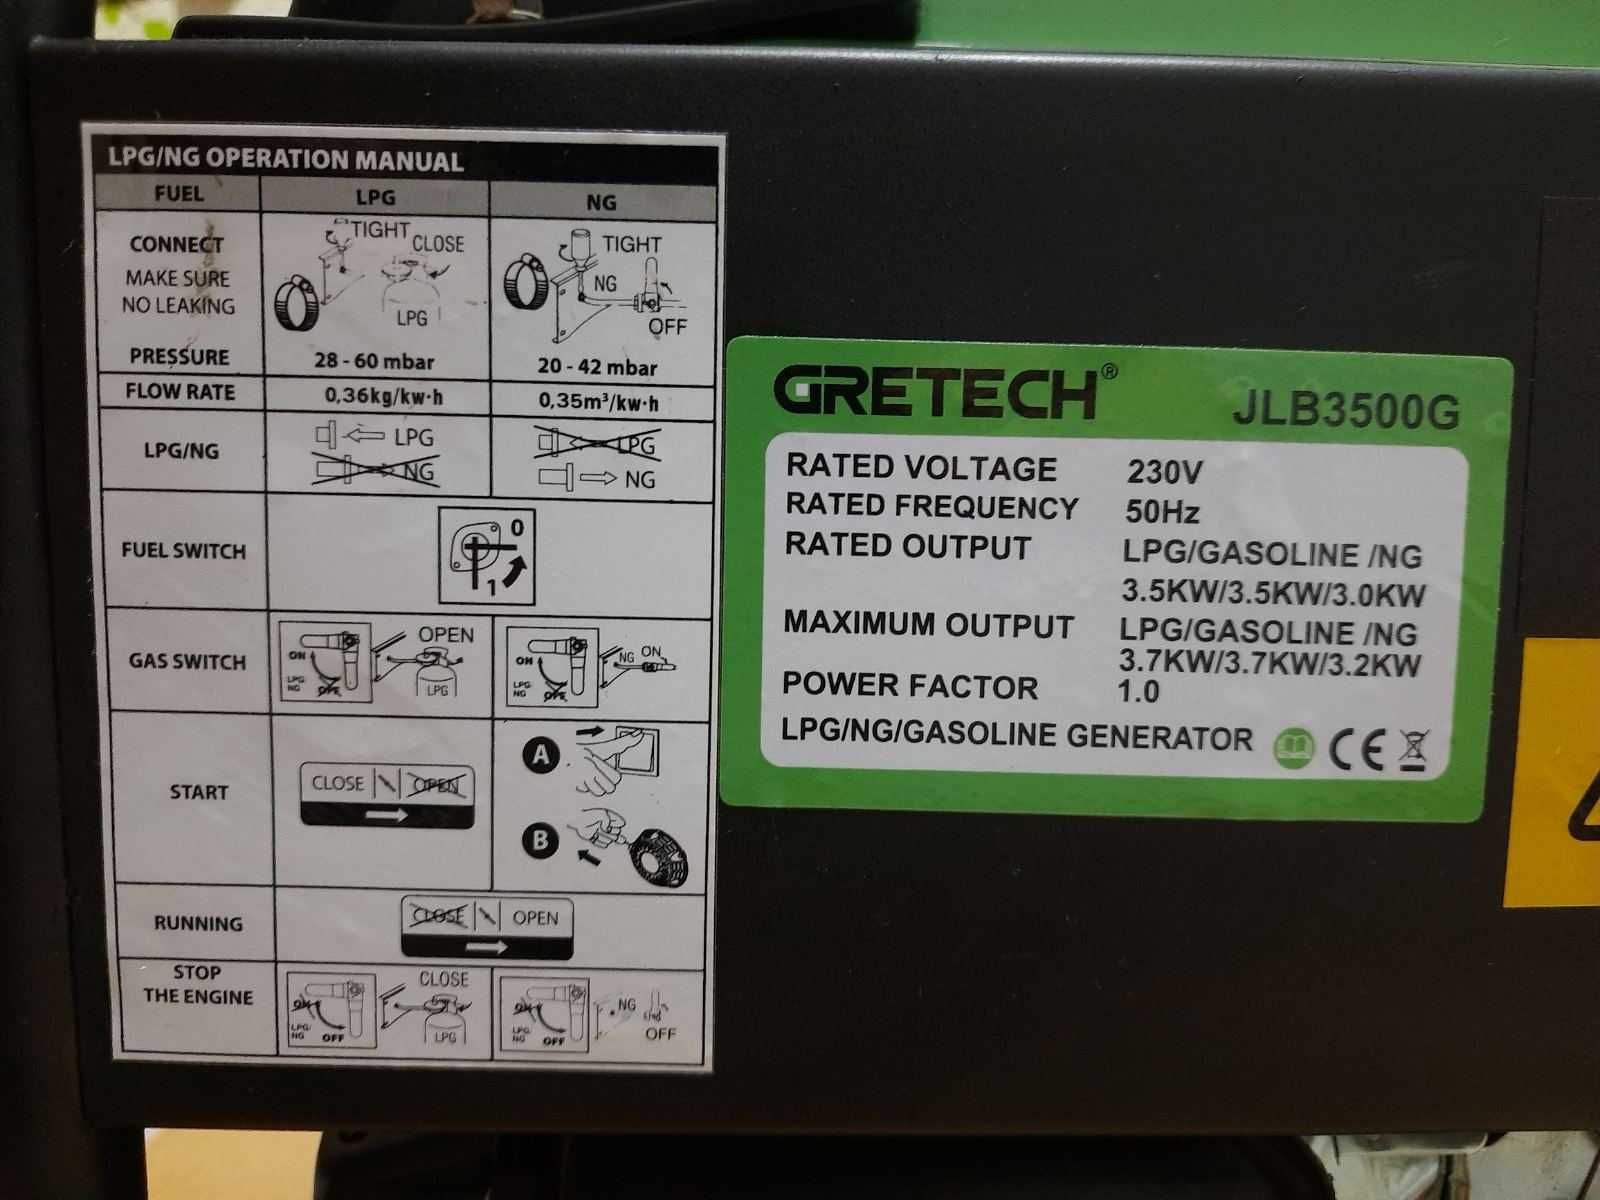 LPG/NG OPERATION MANUAL
FUEL LPG NG
CONNECT
MAKE SURE
NO LEAKING
TIGHT CLOSE
LPG
TIGHT
NG
OFF
PRESSURE 28 - 60 mbar 20 - 42 mbar
FLOW RATE 0,36kg/kw·h 0,35m³/kw·h
LPG/NG
LPG
NG
LPG
NG
FUEL SWITCH
0
1
GAS SWITCH
ON
LPG
NG
OFF
OPEN
LPG
ON
LPG
NG
OFF
NG
ON
START
CLOSE OPEN
A
B
RUNNING
CLOSE OPEN
STOP
THE ENGINE
ON
LPG/
NG
OFF
CLOSE
LPG
ON
LPG
NG
OFF
NG
OFF
GRETECH® JLB3500G
RATED VOLTAGE 230V
RATED FREQUENCY 50Hz
RATED OUTPUT LPG/GASOLINE /NG
3.5KW/3.5KW/3.0KW
MAXIMUM OUTPUT LPG/GASOLINE /NG
3.7KW/3.7KW/3.2KW
POWER FACTOR 1.0
LPG/NG/GASOLINE GENERATOR CE